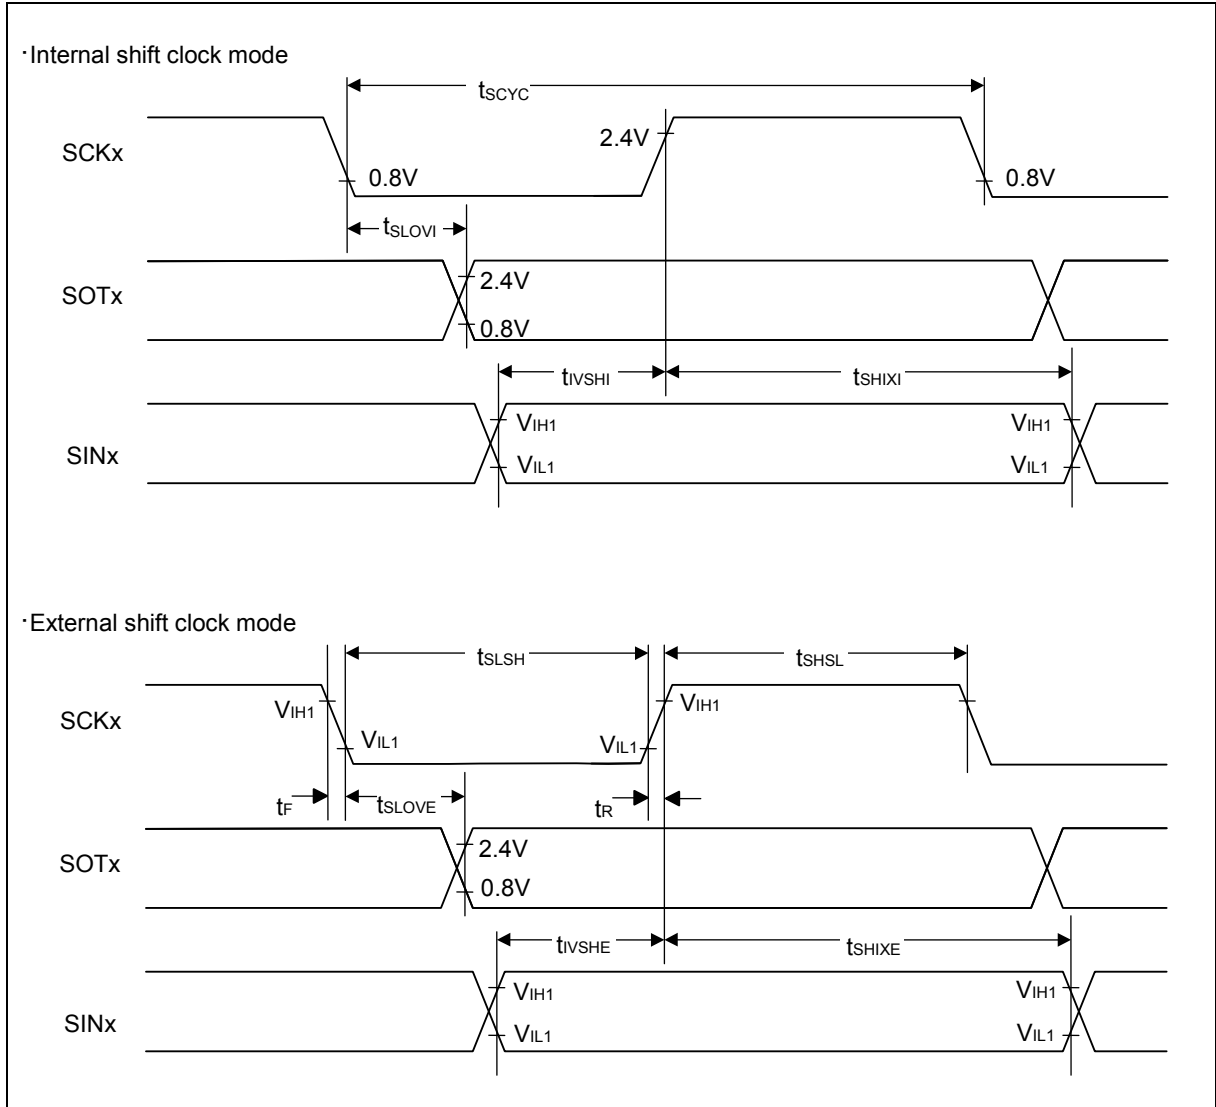 ·Internal shift clock mode
tSCYC
SCKx
2.4V
0.8V
0.8V
tSLOVI
SOTx
2.4V
0.8V
tIVSHI
tSHIXI
SINx
VIH1
VIH1
VIL1
VIL1
·External shift clock mode
tSLSH
tSHSL
SCKx
VIH1
VIH1
VIL1
VIL1
tF
tSLOVE
tR
SOTx
2.4V
0.8V
tIVSHE
tSHIXE
SINx
VIH1
VIH1
VIL1
VIL1